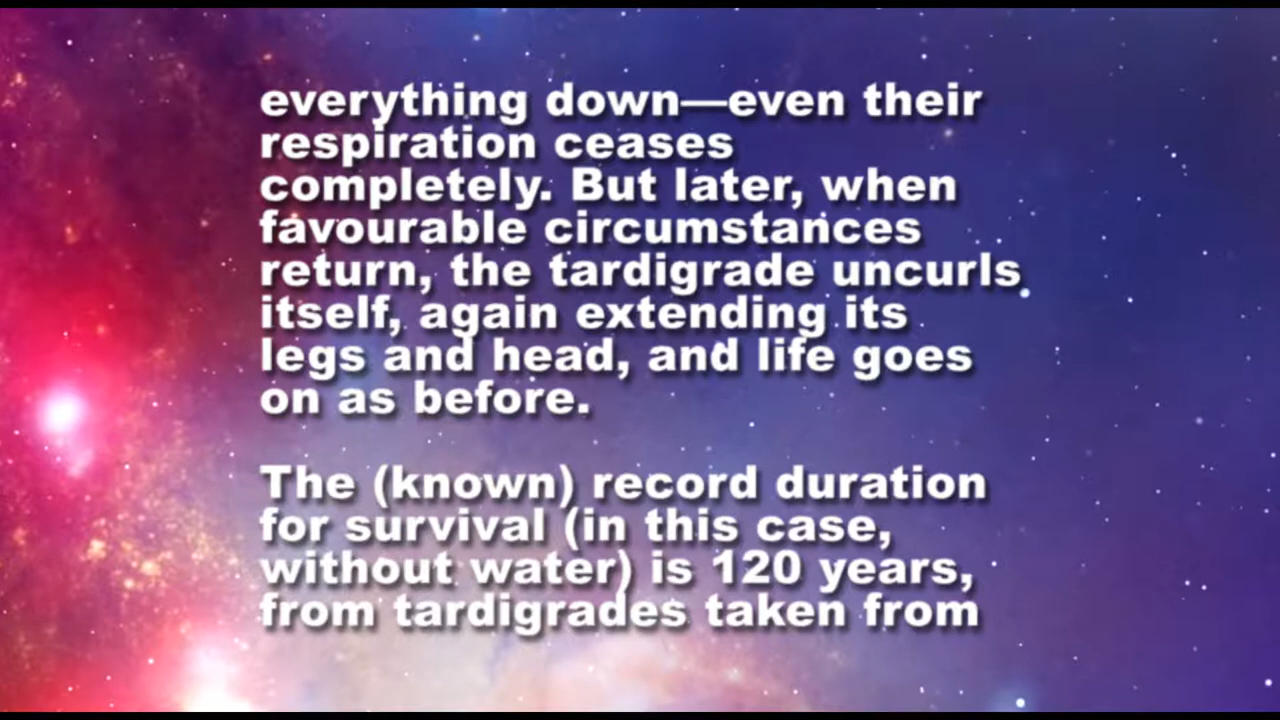 everything down—even their
respiration ceases
completely. But later, when
favourable circumstances
return, the tardigrade uncurls
itself, again extending its
legs and head, and life goes
on as before.
The (known) record duration
for survival (in this case,
without water) is 120 years,
from tardigrades taken from